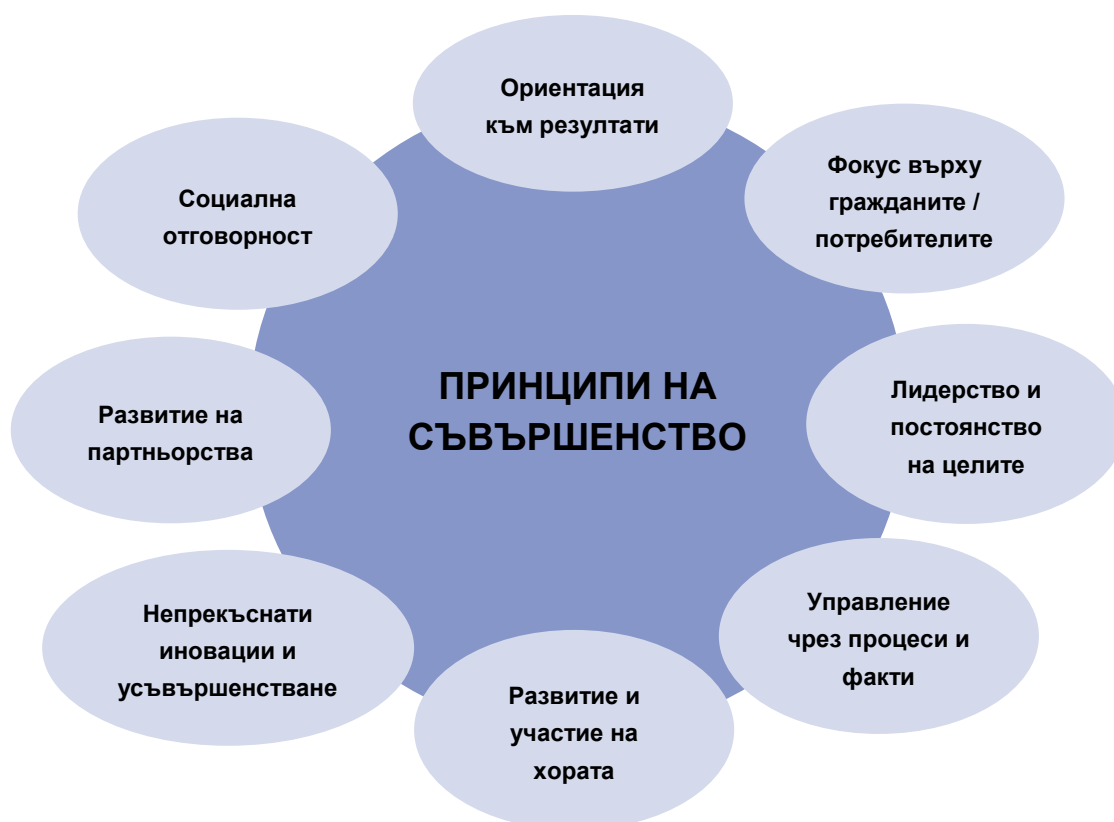 Ориентация
към резултати
Фокус върху
гражданите /
потребителите
Лидерство и
постоянство
на целите
Управление
чрез процеси и
факти
Развитие и
участие на
хората
Непрекъснати
иновации и
усъвършенстване
Развитие на
партньорства
Социална
отговорност
ПРИНЦИПИ НА
СЪВЪРШЕНСТВО